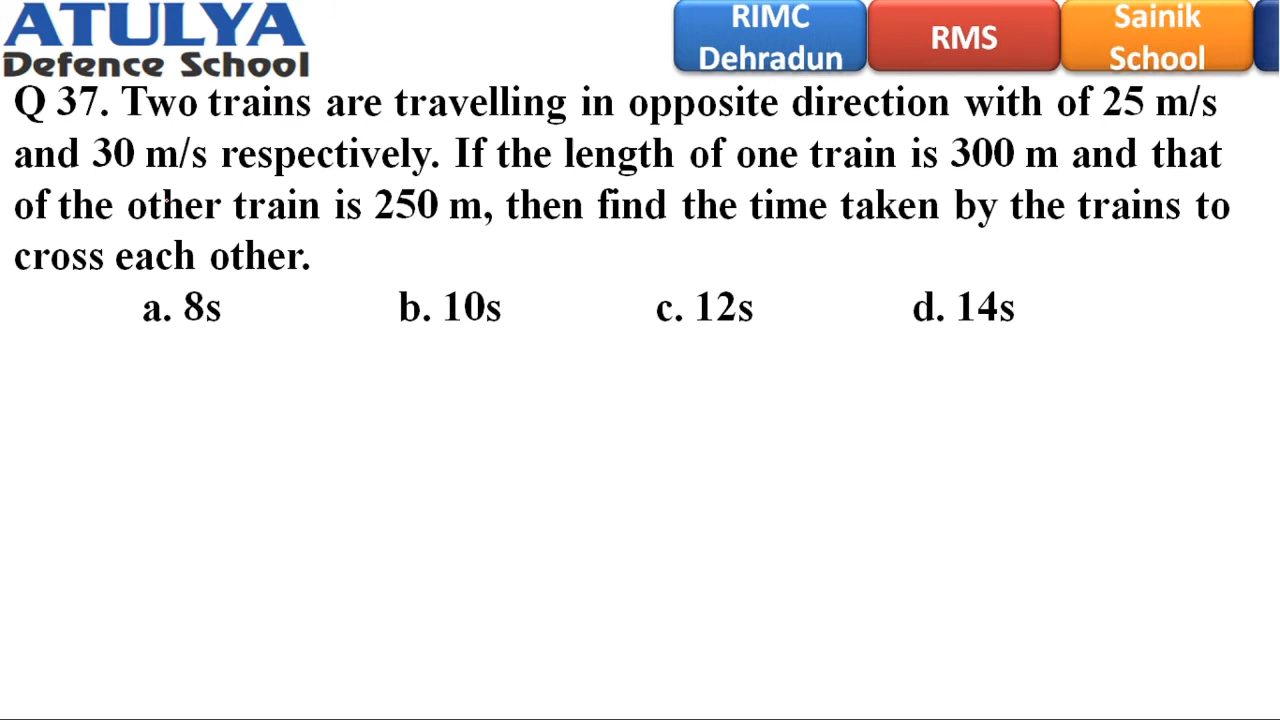 ATULYA
Defence School
RIMC
Dehradun
RMS
Sainik
School
Q 37. Two trains are travelling in opposite direction with of 25 m/s
and 30 m/s respectively. If the length of one train is 300 m and that
of the other train is 250 m, then find the time taken by the trains to
cross each other.
a. 8s b. 10s c. 12s d. 14s